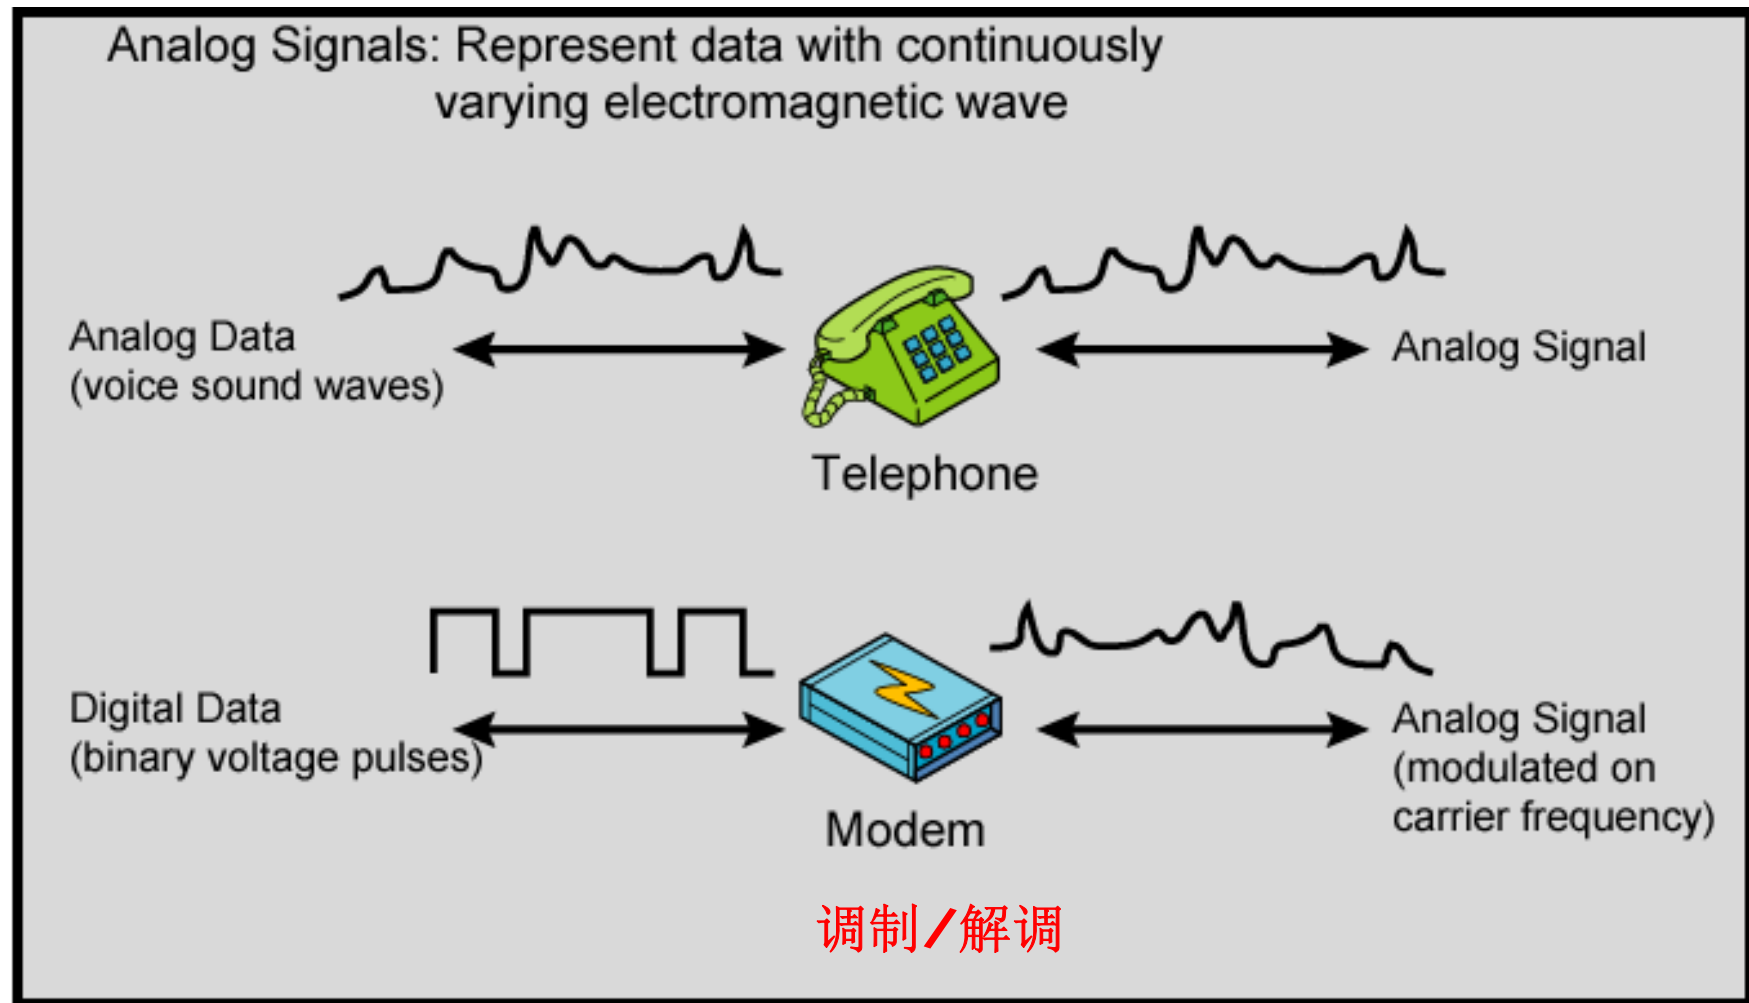 Analog Signals: Represent data with continuously
varying electromagnetic wave
Analog Data
(voice sound waves)
Analog Signal
Telephone
Digital Data
(binary voltage pulses)
Analog Signal
(modulated on
carrier frequency)
Modem
调制/解调